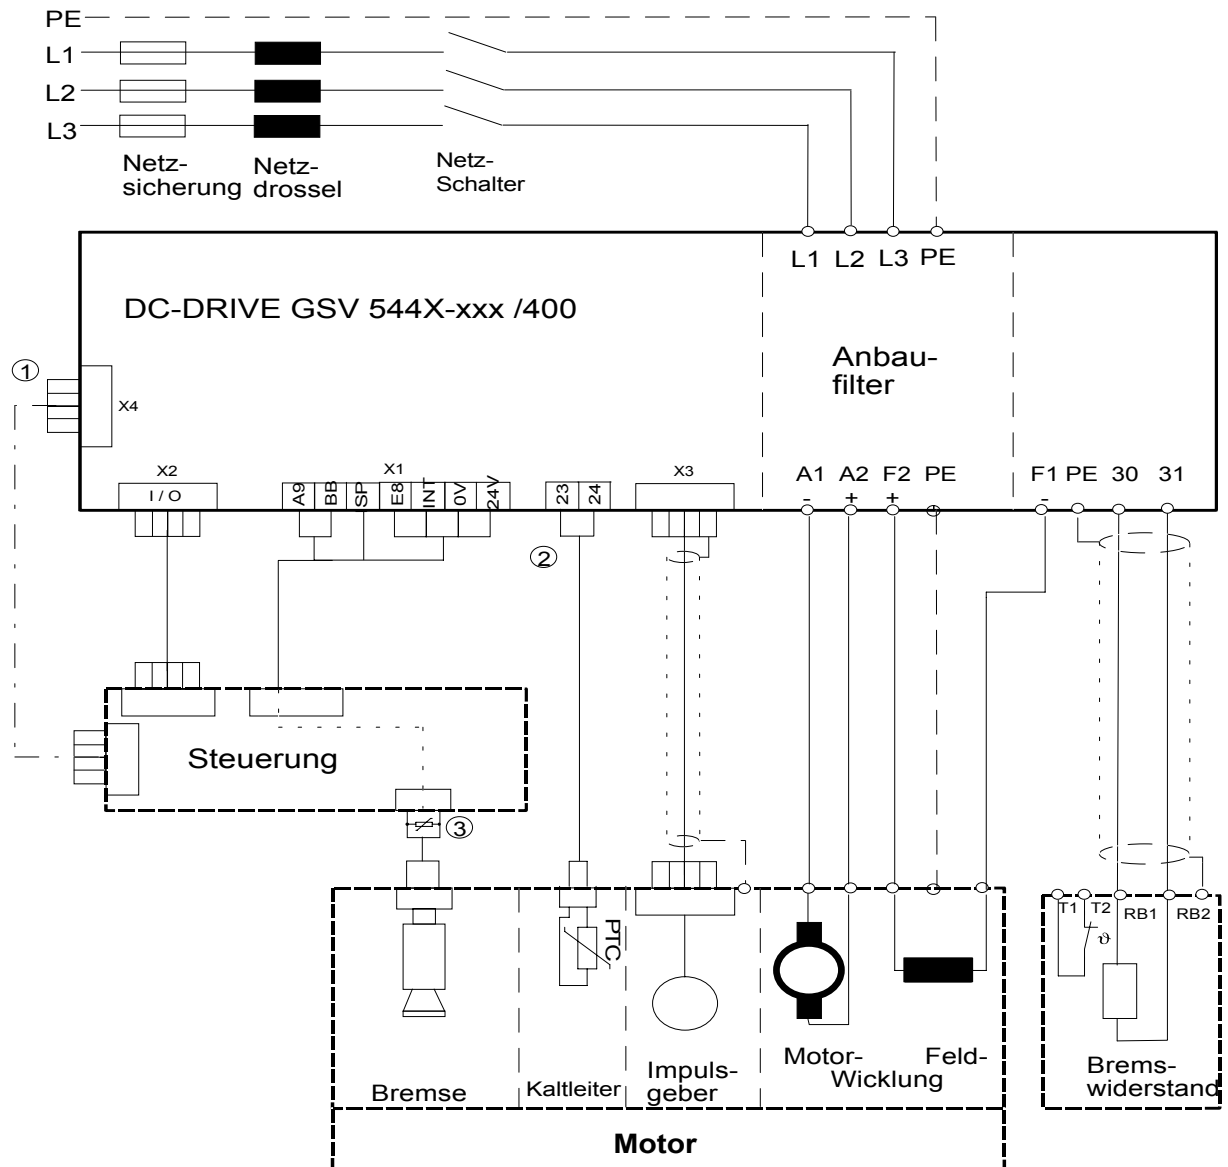 PE
L1
L2
L3
Netz-
sicherung
Netz-
drossel
Netz-
Schalter
L1 L2 L3 PE
DC-DRIVE GSV 544X-xxx /400
Anbau-
filter
1
X4
X2
I / O
X1
A9 BB SP E8 INT 0V 24V
23 24
X3
A1 A2 F2 PE
- + +
F1 PE 30 31
-
2
Steuerung
3
PTC
T1 T2 RB1 RB2
ϑ
Bremse
Kaltleiter
Impuls-
geber
Motor- Feld-
Wicklung
Brems-
widerstand
Motor